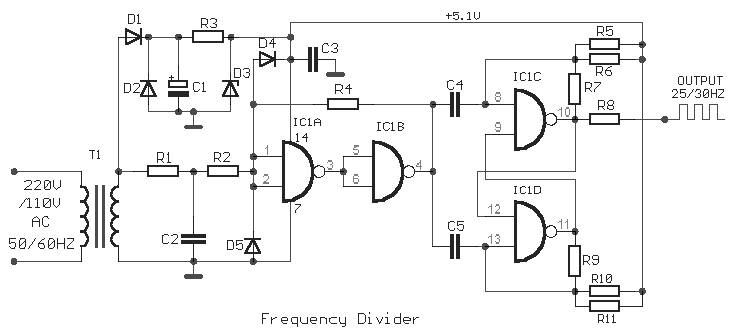 +5.1V
D1
R3
D4
C3
D2
C1
+
D3
R4
C4
IC1C
R5
R6
R7
R8
8
9
10
OUTPUT
25/30HZ
IC1A
14
IC1B
T1
R1
R2
1
2
3
7
5
6
4
220V
/110V
AC
50/60HZ
C2
D5
C5
IC1D
12
13
11
R9
R10
R11
Frequency Divider